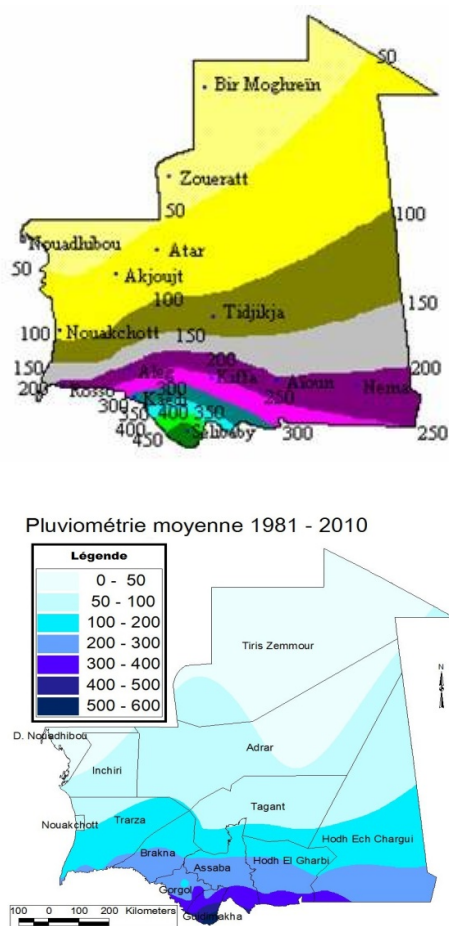 50
Bir Moghreïn
Zoueratt
50
100
Nouadhibou
50
Atar
Akjoujt
100
Tidjikja
150
100
Nouakchott
150
200
150
200
Aleg
Kiffa
Aïoun
Nema
200
Rosso
300
Kaedi
250
300
350
400
350
400
450
Sélibaby
300
250
Pluviométrie moyenne 1981 - 2010
Légende
0 - 50
50 - 100
100 - 200
200 - 300
300 - 400
400 - 500
500 - 600
Tiris Zemmour
N
D. Nouadhibou
Adrar
Inchiri
Tagant
Nouakchott
Trarza
Hodh Ech Chargui
Brakna
Assaba
Hodh El Gharbi
Gorgol
Guidimakha
100 0 100 200 Kilometers